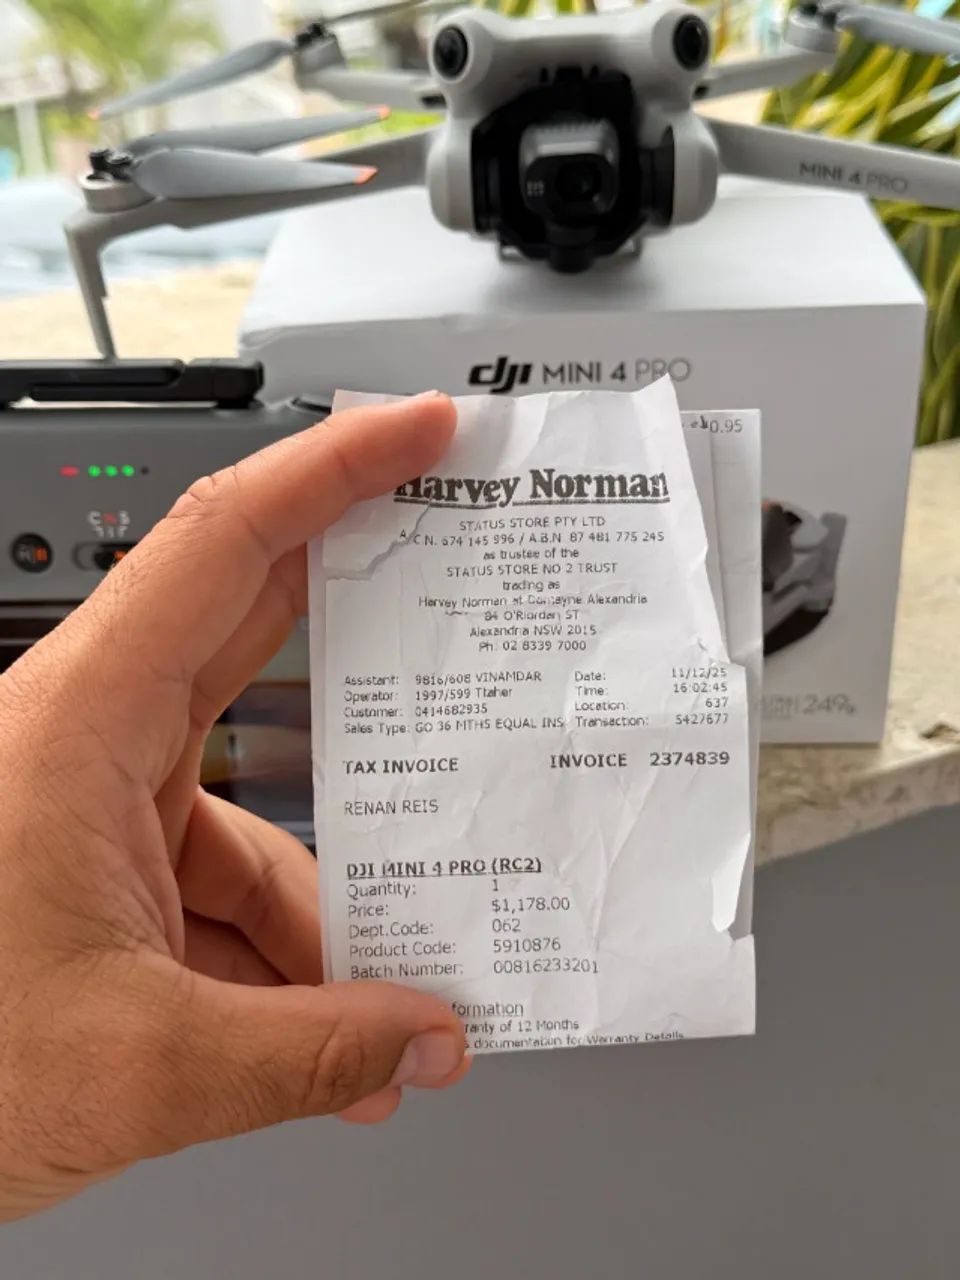 MINI 4 PRO
dji MINI 4 PRO
0.95
Harvey Norman
STATUS STORE PTY LTD
A.C.N. 674 145 996 / A.B.N. 87 481 775 245
as trustee of the
STATUS STORE NO 2 TRUST
trading as
Harvey Norman at Domayne Alexandria
84 O'Riordan ST
Alexandria NSW 2015
Ph: 02 8339 7000
Assistant: 9816/608 VINAMDAR Date: 11/12/25
Operator: 1997/599 Ttaher Time: 16:02:45
Customer: 0414682935 Location: 637
Sales Type: GO 36 MTHS EQUAL INS Transaction: 5427677
249g
TAX INVOICE INVOICE 2374839
RENAN REIS
DJI MINI 4 PRO (RC2)
Quantity: 1
Price: $1,178.00
Dept.Code: 062
Product Code: 5910876
Batch Number: 00816233201
formation
ranty of 12 Months
s documentation for Warranty Details
C N S